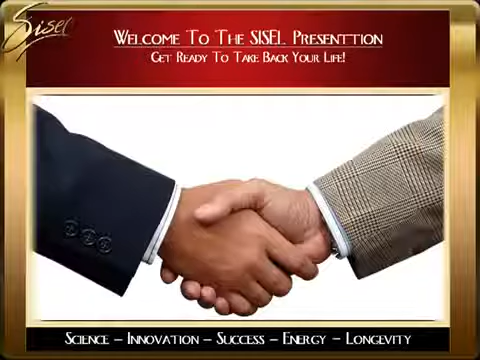 Sisel
Welcome To The SISEL Presenttion
Get Ready To Take Back Your Life!
Science – Innovation – Success – Energy – Longevity